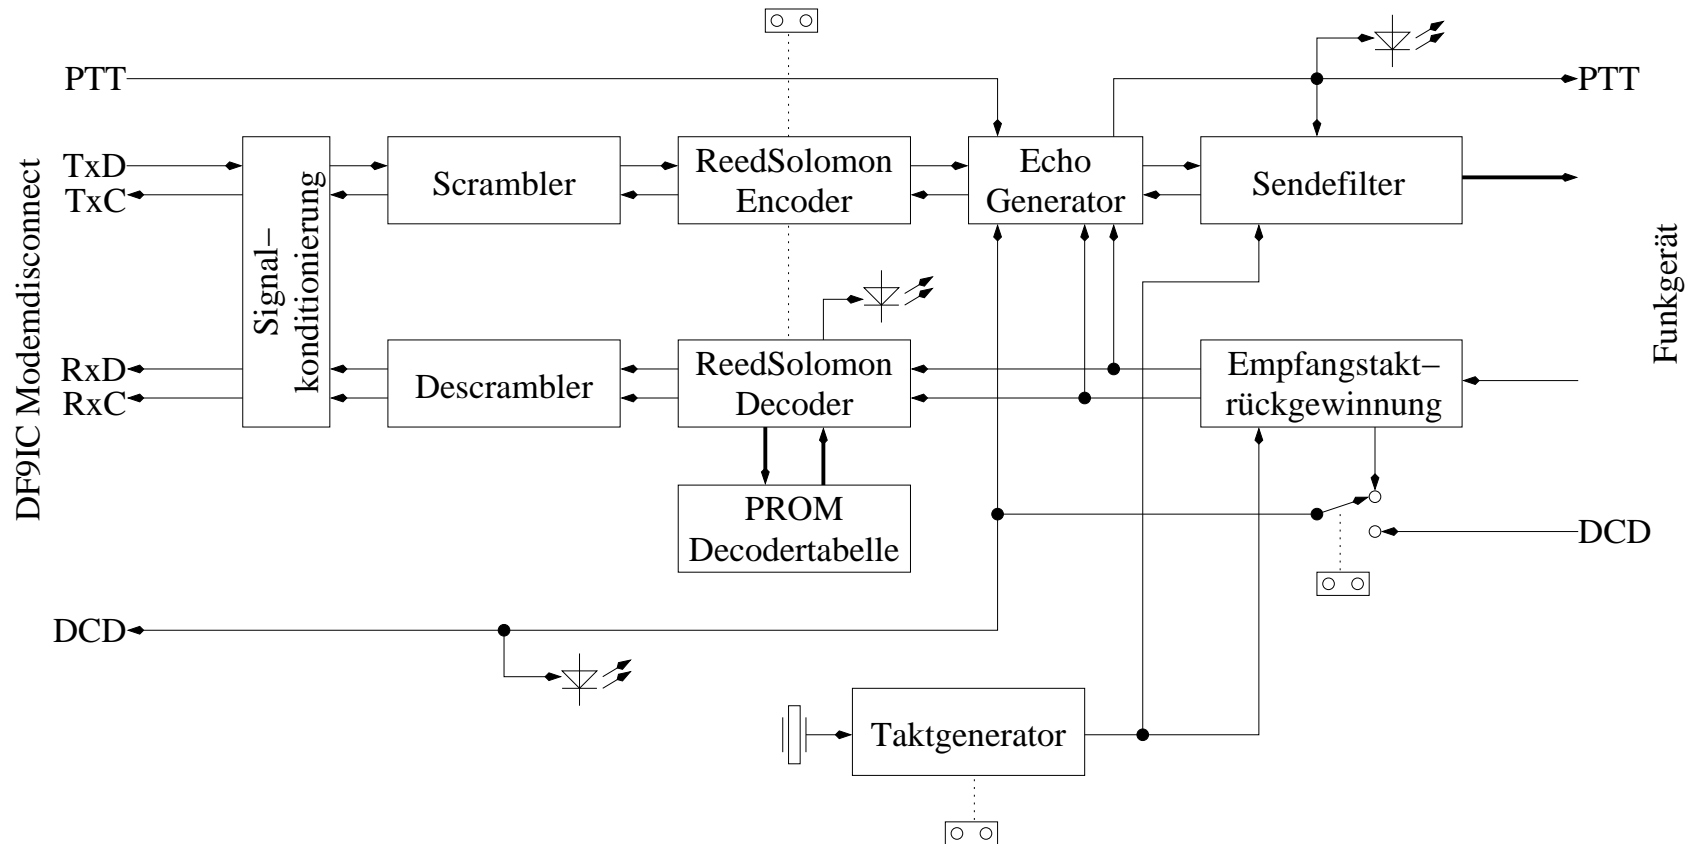 PTT
PTT
TxD
TxC
Signal–
konditionierung
Scrambler
ReedSolomon
Encoder
Echo
Generator
Sendefilter
DF9IC Modemdisconnect
Funkgerät
RxD
RxC
Descrambler
ReedSolomon
Decoder
Empfangstakt–
rückgewinnung
PROM
Decodertabelle
DCD
DCD
Taktgenerator